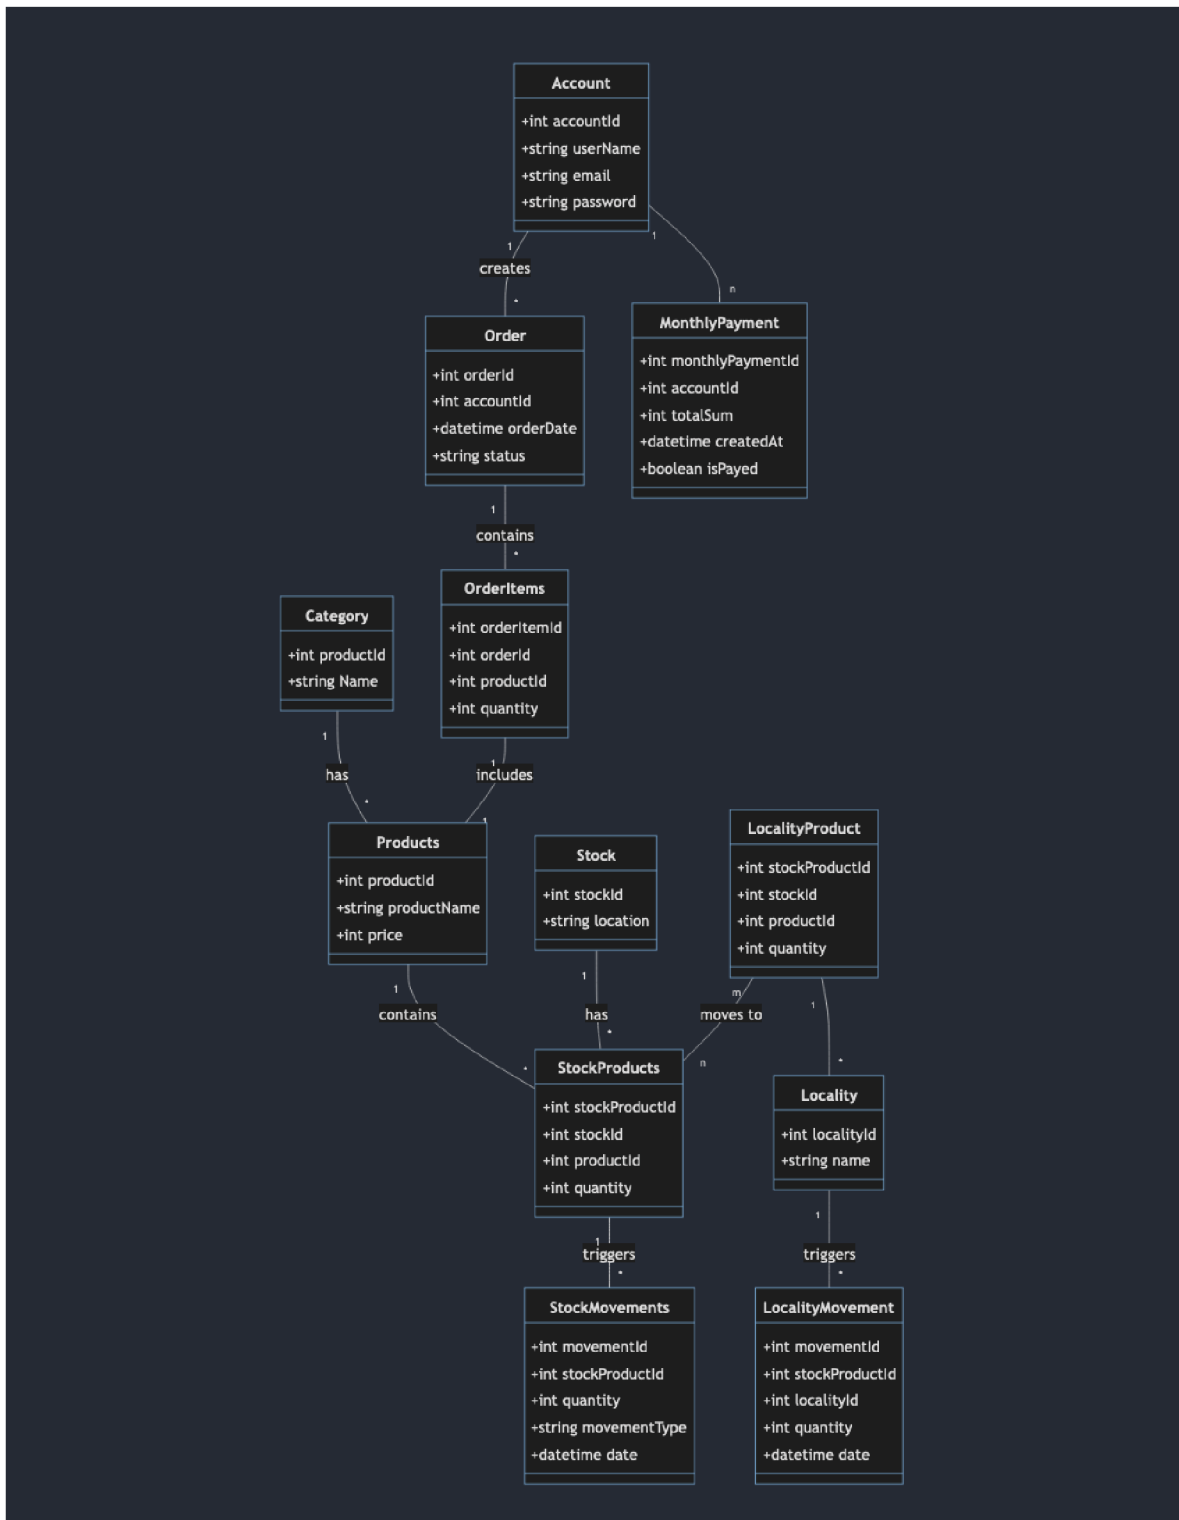 Account
+int accountId
+string userName
+string email
+string password
1
1
creates
*
n
Order
+int orderId
+int accountId
+datetime orderDate
+string status
MonthlyPayment
+int monthlyPaymentId
+int accountId
+int totalSum
+datetime createdAt
+boolean isPayed
1
contains
*
Category
+int productId
+string Name
OrderItems
+int orderItemId
+int orderId
+int productId
+int quantity
1
has
*
1
includes
1
Products
+int productId
+string productName
+int price
Stock
+int stockId
+string location
LocalityProduct
+int stockProductId
+int stockId
+int productId
+int quantity
1
contains
*
1
has
*
m
moves to
n
1
*
StockProducts
+int stockProductId
+int stockId
+int productId
+int quantity
Locality
+int localityId
+string name
1
triggers
*
1
triggers
*
StockMovements
+int movementId
+int stockProductId
+int quantity
+string movementType
+datetime date
LocalityMovement
+int movementId
+int stockProductId
+int localityId
+int quantity
+datetime date